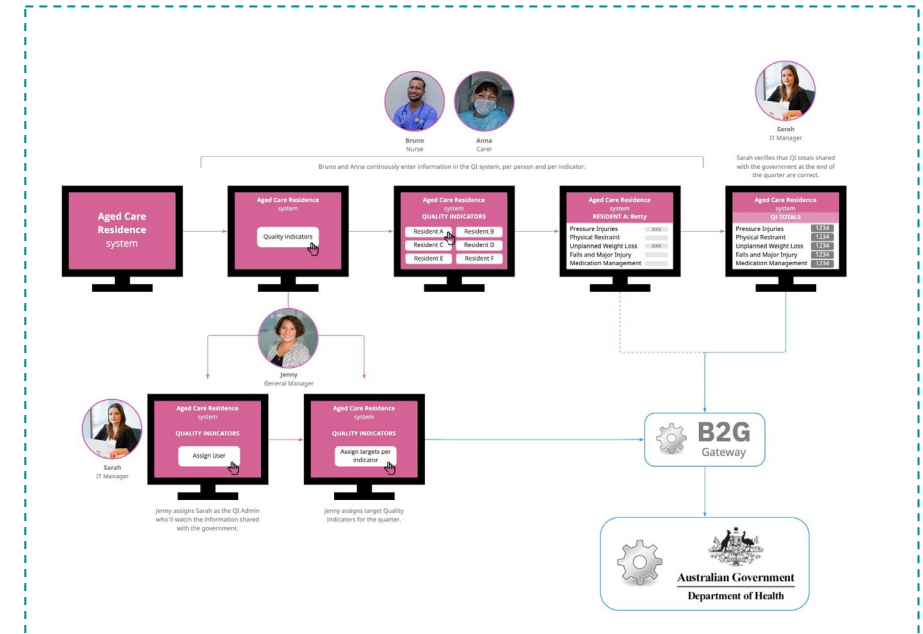 Bruno
Nurse
Anna
Carer
Sarah
IT Manager
Bruno and Anna continously enter information in the QI system, per person and per indicator.
Sarah verifies that QI totals shared
with the government at the end of
the quarter are correct.
Aged Care
Residence
system
Aged Care Residence
system
Quality indicators
Aged Care Residence
system
QUALITY INDICATORS
Resident A
Resident B
Resident C
Resident D
Resident E
Resident F
Aged Care Residence
system
RESIDENT A: Betty
Pressure Injuries XXX
Physical Restraint
Unplanned Weight Loss XXX
Falls and Major Injury
Medication Management
Aged Care Residence
system
QI TOTALS
Pressure Injuries 1234
Physical Restraint 1234
Unplanned Weight Loss 1234
Falls and Major Injury 1234
Medication Management 1234
Jenny
General Manager
Sarah
IT Manager
Aged Care Residence
system
QUALITY INDICATORS
Assign User
Aged Care Residence
system
QUALITY INDICATORS
Assign targets per
indicator
Jenny assigns Sarah as the QI Admin
who'll watch the information shared
with the government.
Jenny assigns target Quality
Indicators for the quarter.
B2G
Gateway
Australian Government
Department of Health